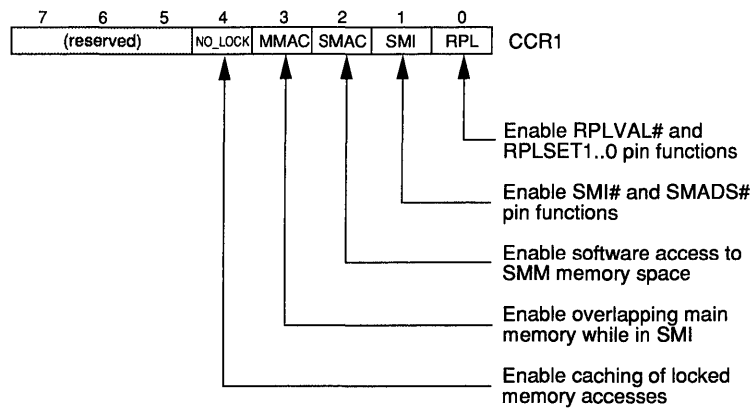 7 6 5 4 3 2 1 0
(reserved) NO_LOCK MMAC SMAC SMI RPL CCR1
Enable RPLVAL# and
RPLSET1..0 pin functions
Enable SMI# and SMADS#
pin functions
Enable software access to
SMM memory space
Enable overlapping main
memory while in SMI
Enable caching of locked
memory accesses